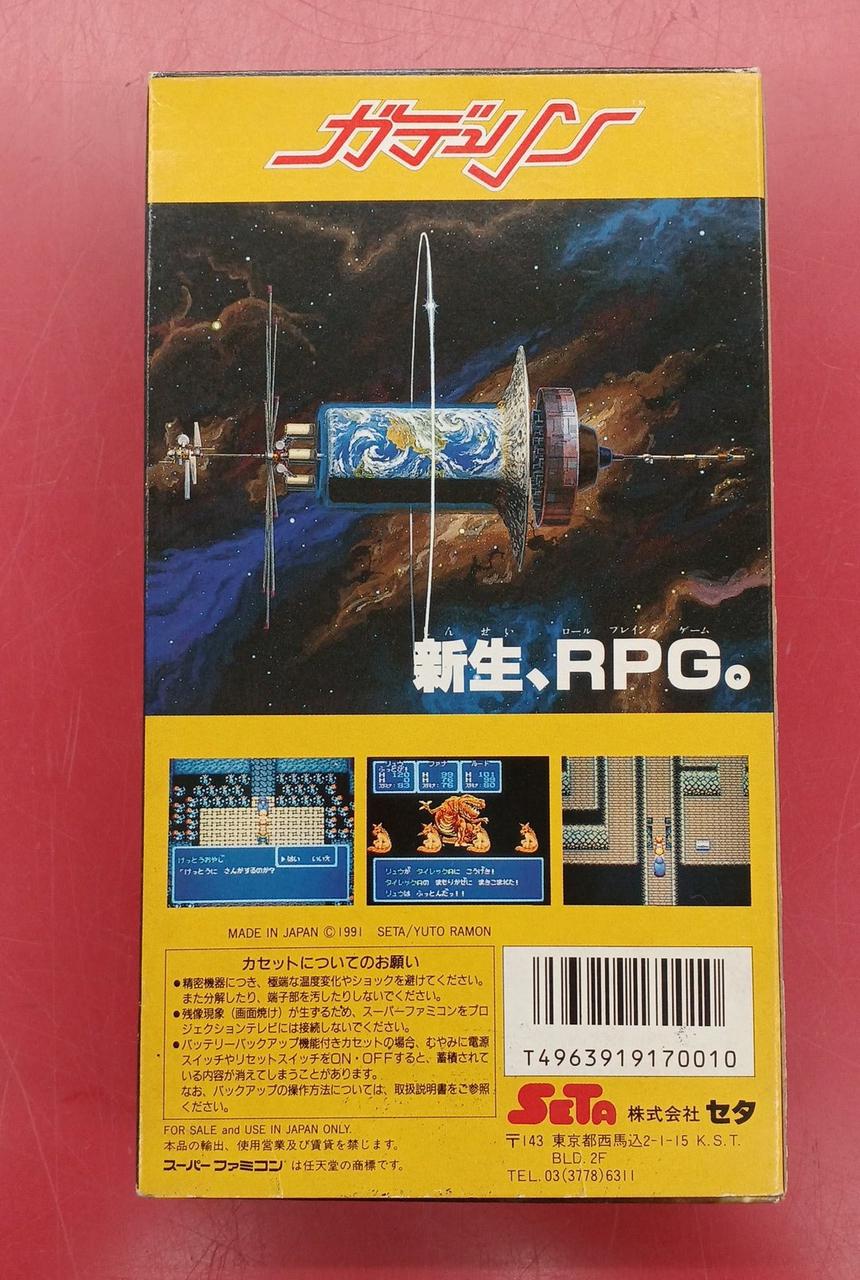 ガデュリン
TM
んせい ロール プレイング ゲーム
新生、RPG。
けっとうおやじ
▶はい いいえ
「けっとうに さんかするのか?
リュウ ファナ ルード
ふっとび!
H 120 H 99 H 101
H 0 H 76 H 99
:83 :76 :80
リュウが タイレックAに こうげき!
タイレックAの まもりかぜに まきこまれた!
リュウは ふっとんだっ!!
MADE IN JAPAN ©1991 SETA/YUTO RAMON
カセットについてのお願い
●精密機器につき、極端な温度変化やショックを避けてください。
また分解したり、端子部を汚したりしないでください。
●残像現象(画面焼け)が生ずるため、スーパーファミコンをプロ
ジェクションテレビには接続しないでください。
●バッテリーバックアップ機能付きカセットの場合、むやみに電源
スイッチやリセットスイッチをON・OFFすると、蓄積されて
いる内容が消えてしまうことがあります。
なお、バックアップの操作方法については、取扱説明書をご参照
ください。
T4963919170010
SETA 株式会社 セタ
〒143 東京都西馬込2-1-15 K.S.T.
BLD.2F
TEL.03(3778)6311
FOR SALE and USE IN JAPAN ONLY.
本品の輸出、使用営業及び賃貸を禁じます。
スーパーファミコンは任天堂の商標です。